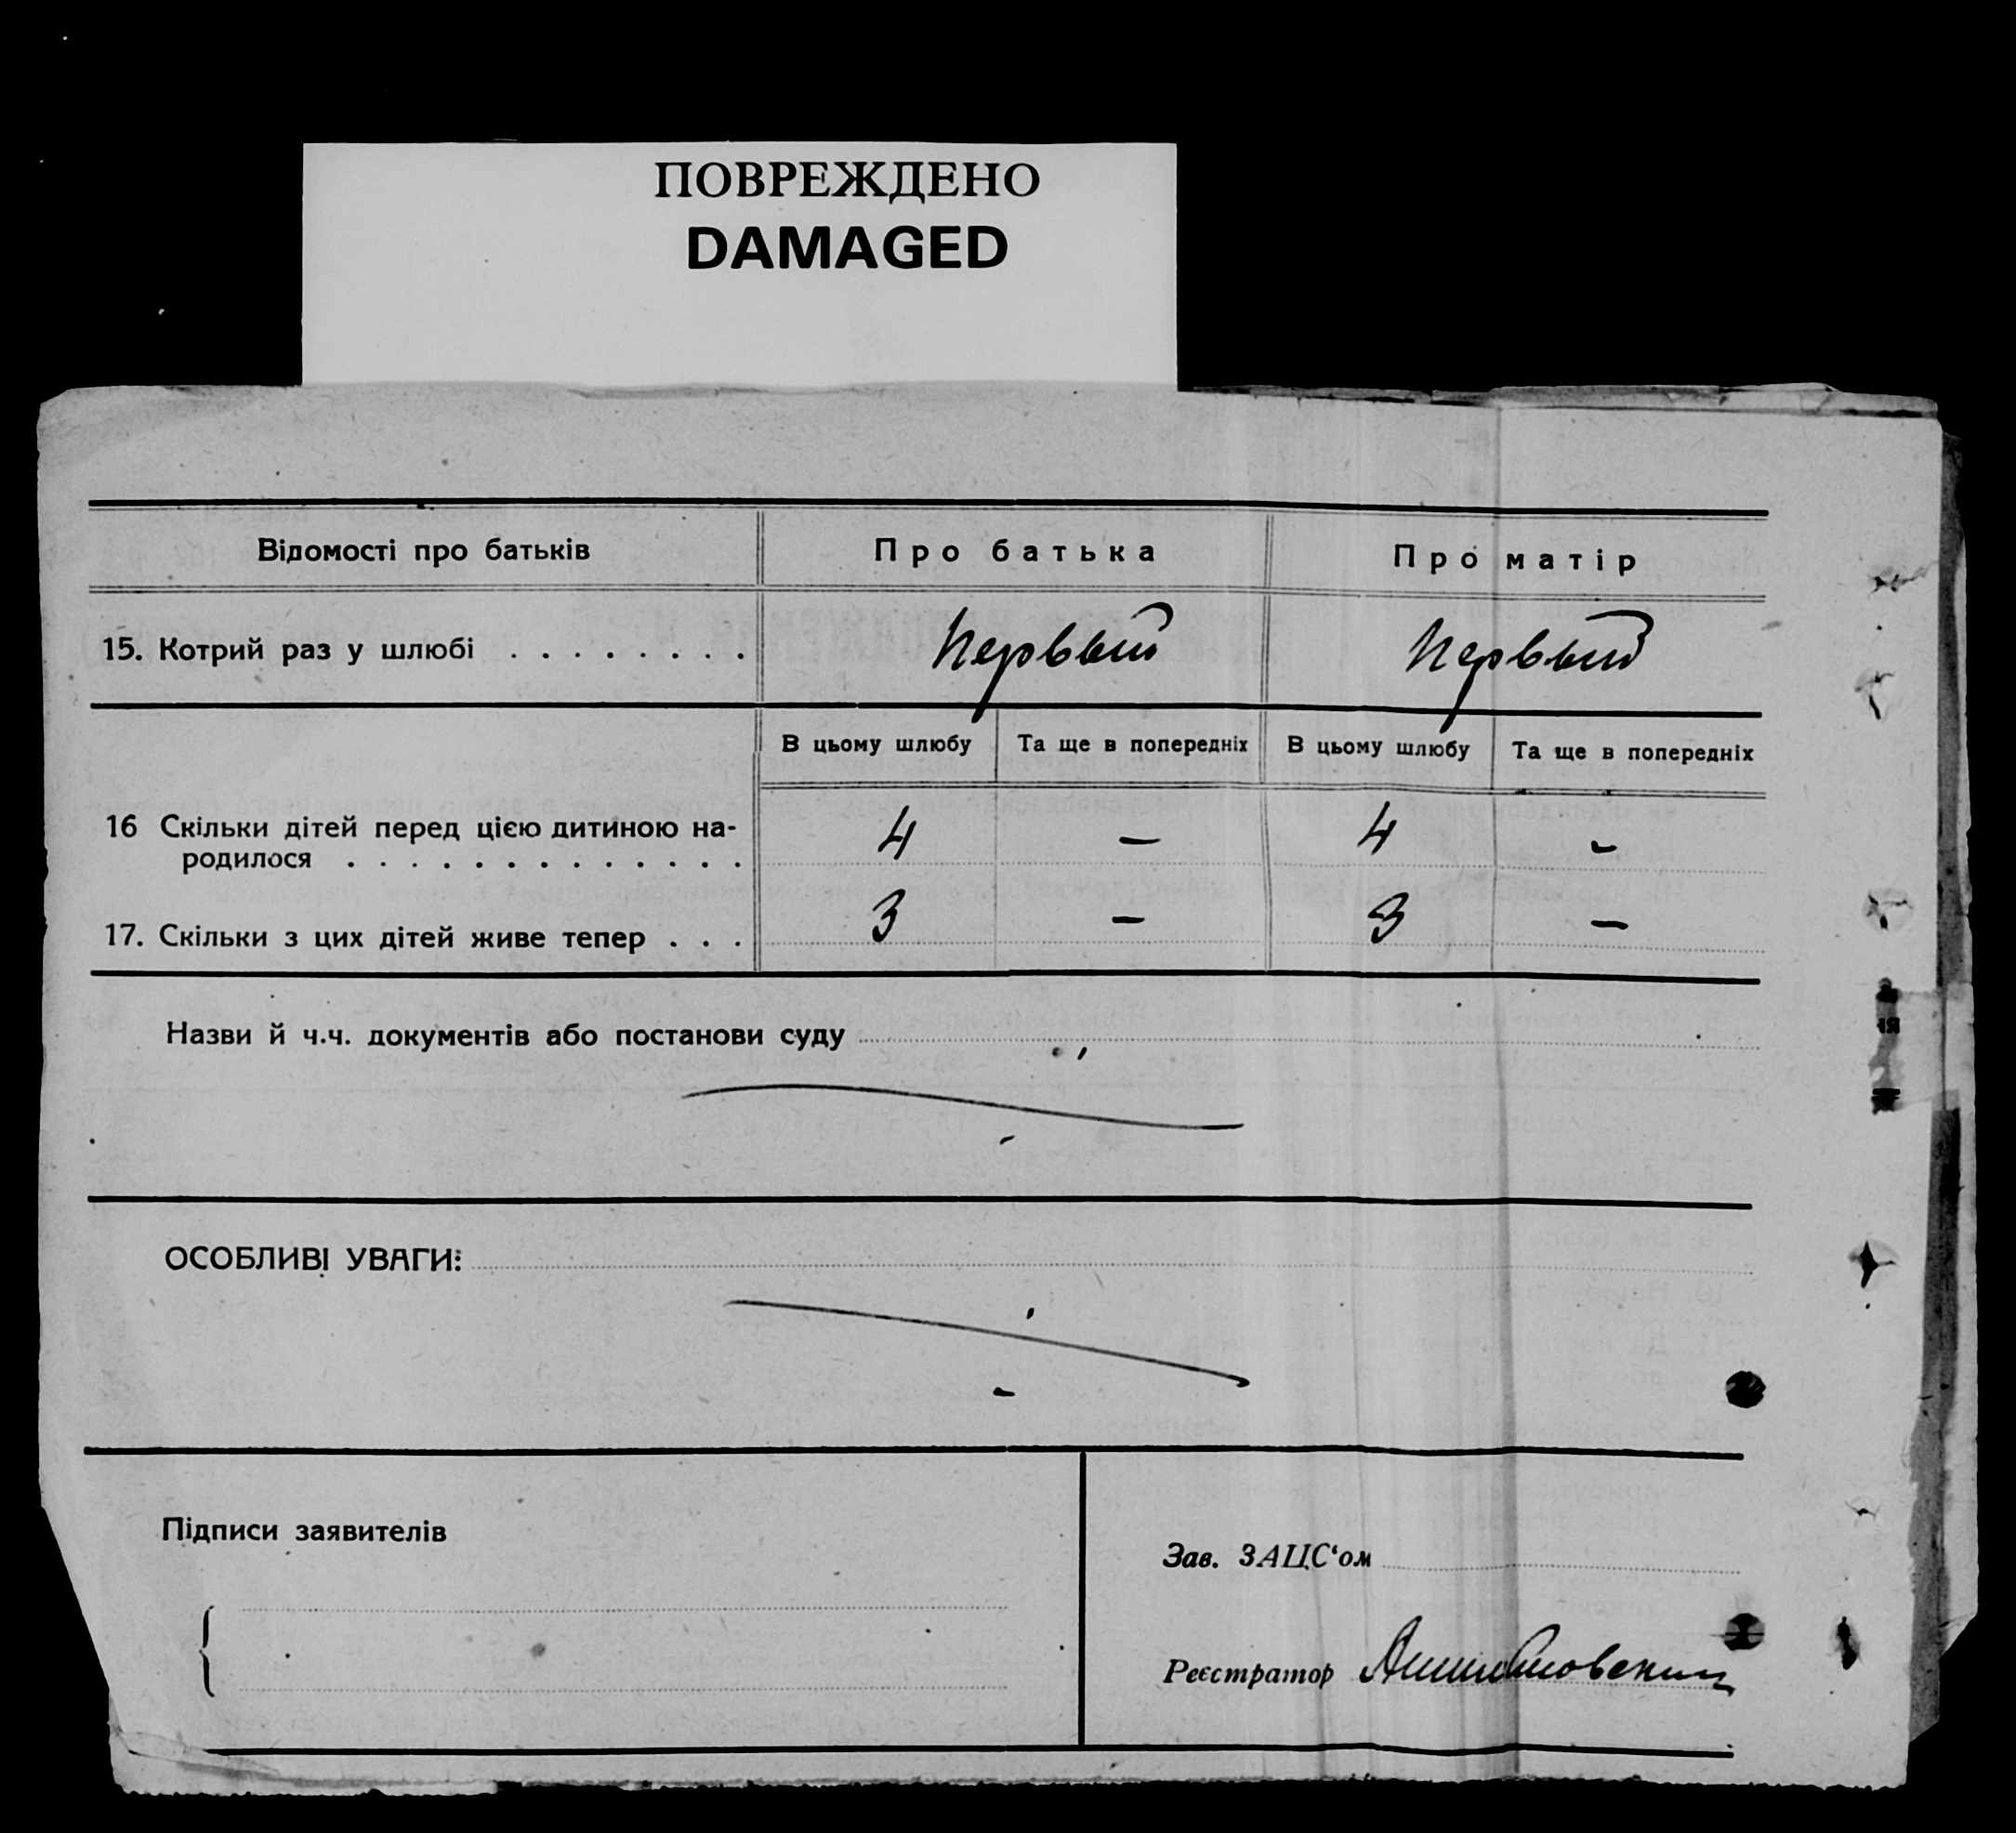 ПОВРЕЖДЕНО
DAMAGED
Відомості про батьків Про батька Про матір
15. Котрий раз у шлюбі . . . . . . . . Первый Первый
В цьому шлюбу Та ще в попередніх В цьому шлюбу Та ще в попередніх
16 Скільки дітей перед цією дитиною на-
родилося . . . . . . . . . . . . . 4 — 4 -
17. Скільки з цих дітей живе тепер . . . 3 — 3 —
Назви й ч.ч. документів або постанови суду
ОСОБЛИВІ УВАГИ:
Підписи заявителів
Зав. ЗАЦС‘ом
Реєстратор